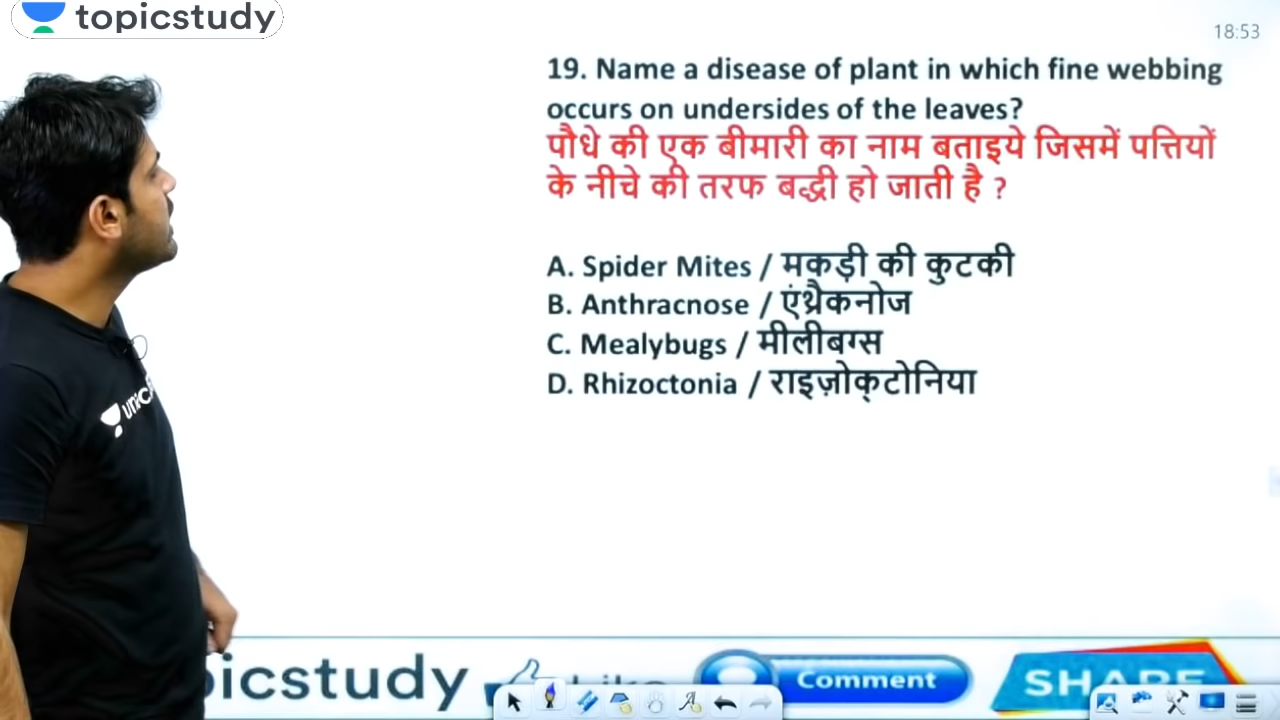 topicstudy
18:53
19. Name a disease of plant in which fine webbing
occurs on undersides of the leaves?
पौधे की एक बीमारी का नाम बताइये जिसमें पत्तियों
के नीचे की तरफ बद्धी हो जाती है ?
A. Spider Mites / मकड़ी की कुटकी
B. Anthracnose / एंथ्रैकनोज
C. Mealybugs / मीलीबग्स
D. Rhizoctonia / राइज़ोक्टोनिया
picstudy
Comment
SHARE